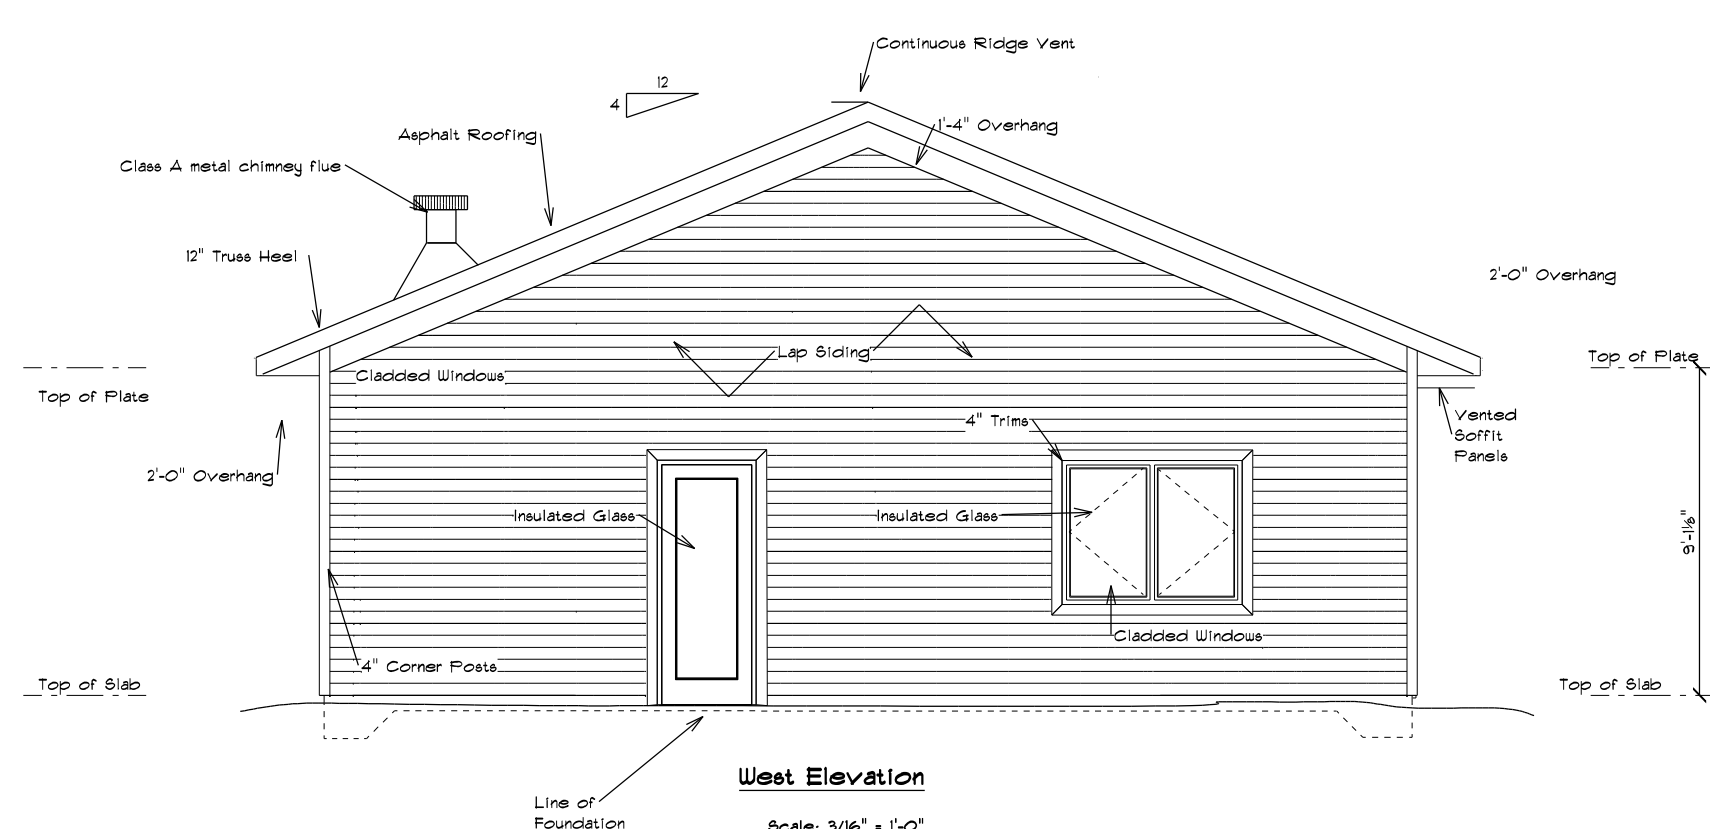 Continuous Ridge Vent
12
4
1'-4" Overhang
Asphalt Roofing
Class A metal chimney flue
12" Truss Heel
2'-0" Overhang
Lap Siding
Top of Plate
Cladded Windows
Top of Plate
4" Trims
Vented
Soffit
Panels
2'-0" Overhang
Insulated Glass
Insulated Glass
9'-1⅛"
Cladded Windows
4" Corner Posts
Top of Slab
Top of Slab
West Elevation
Line of
Foundation
Scale: 3/16" = 1'-0"